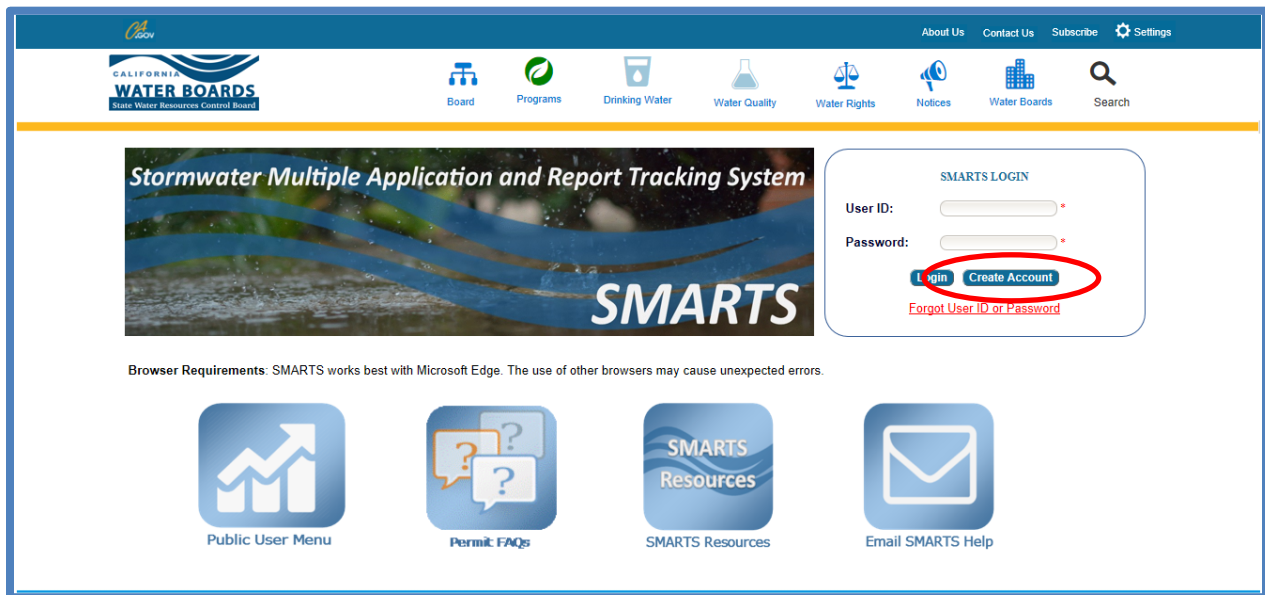 CA.GOV
About Us Contact Us Subscribe Settings
CALIFORNIA
WATER BOARDS
State Water Resources Control Board
Board Programs Drinking Water Water Quality Water Rights Notices Water Boards Search
Stormwater Multiple Application and Report Tracking System
SMARTS
SMARTS LOGIN
User ID: *
Password: *
Login Create Account
Forgot User ID or Password
Browser Requirements: SMARTS works best with Microsoft Edge. The use of other browsers may cause unexpected errors.
? ? ?
SMARTS
Resources
Public User Menu Permit FAQs SMARTS Resources Email SMARTS Help